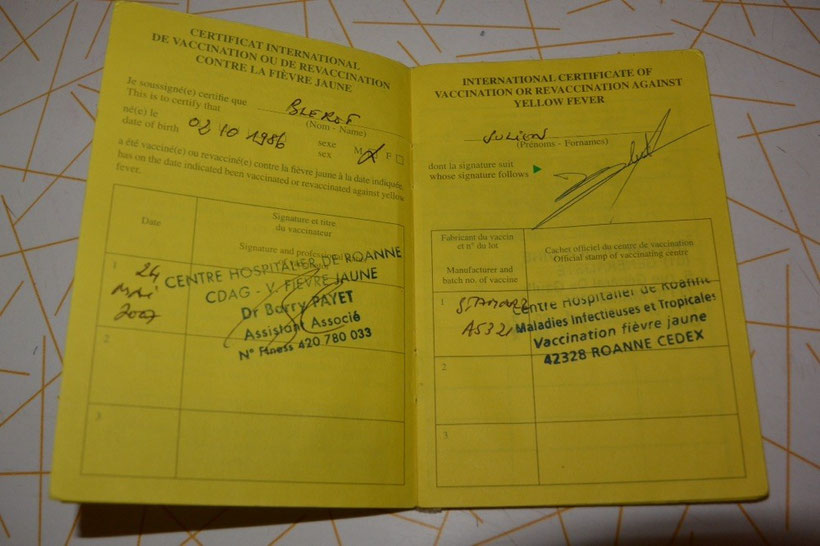 CERTIFICAT INTERNATIONAL
DE VACCINATION OU DE REVACCINATION
CONTRE LA FIÈVRE JAUNE
Je soussigné(e) certifie que
This is to certify that
(Nom - Name)
né(e) le
date of birth
02 10 1986
sexe
sex
M
F
a été vacciné(e) ou revacciné(e) contre la fièvre jaune à la date indiquée.
has on the date indicated been vaccinated or revaccinated against yellow
fever.
Date
Signature et titre
du vaccinateur
Signature and
1
24
mai
2007
CENTRE HOSPITALIER DE ROANNE
CDAG - V. FIEVRE JAUNE
Dr Barry PAYET
Assistant Associé
N° Finess 420 780 033
2
3
INTERNATIONAL CERTIFICATE OF
VACCINATION OR REVACCINATION AGAINST
YELLOW FEVER
JULIEN
(Prénoms - Furnames)
dont la signature suit
whose signature follows
Fabricant du vaccin
et n° du lot
Manufacturer and
batch no. of vaccine
Cachet officiel du centre de vaccination
Official stamp of vaccinating centre
1
STAMARIL
A5321
Centre Hospitalier de Roanne
Maladies Infectieuses et Tropicales
Vaccination fièvre jaune
42328 ROANNE CEDEX
2
3